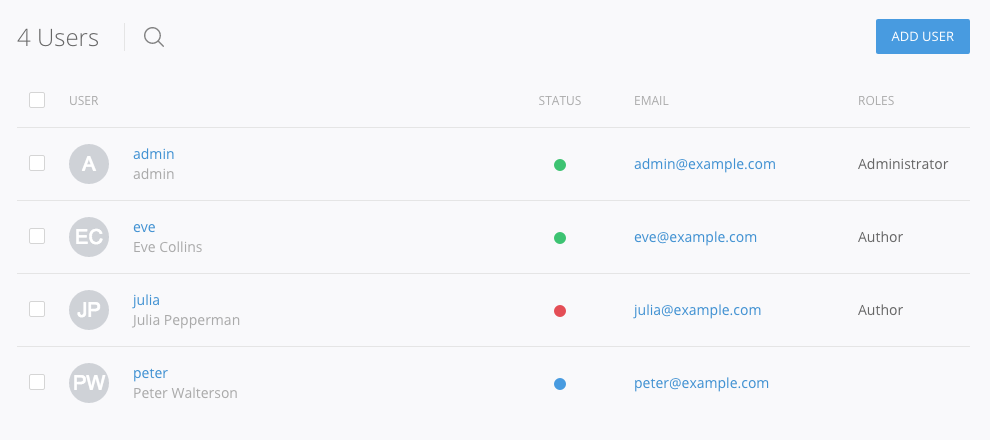 4 Users
ADD USER
USER STATUS EMAIL ROLES
A
admin
admin
admin@example.com
Administrator
EC
eve
Eve Collins
eve@example.com
Author
JP
julia
Julia Pepperman
julia@example.com
Author
PW
peter
Peter Walterson
peter@example.com